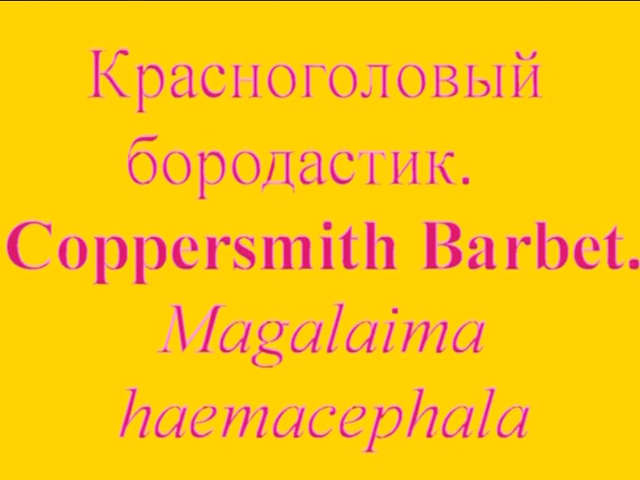 Красноголовый
бородастик.
Coppersmith Barbet.
Magalaima
haemacephala